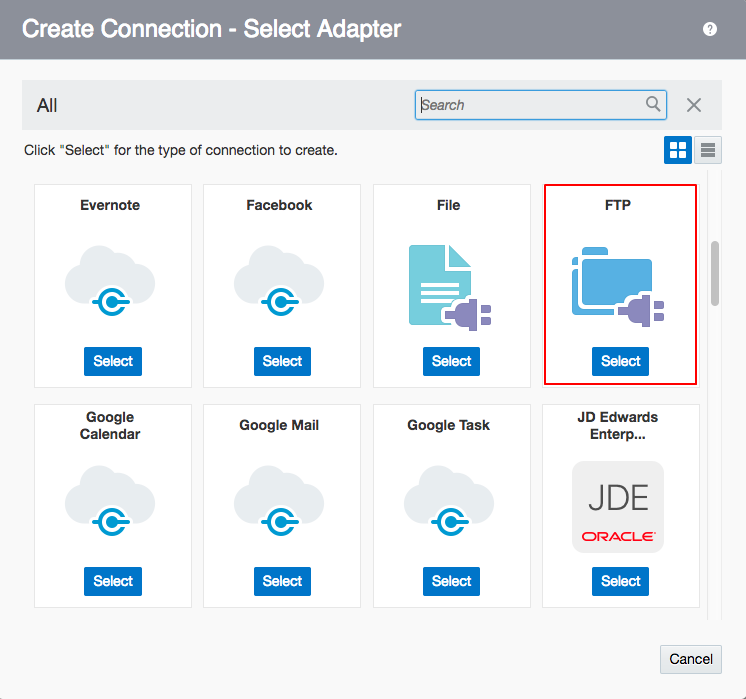 Create Connection - Select Adapter
?
All
Search
Click "Select" for the type of connection to create.
Evernote
Facebook
File
FTP
Select
Select
Select
Select
Google
Calendar
Google Mail
Google Task
JD Edwards
Enterp...
JDE
ORACLE
Select
Select
Select
Select
Cancel